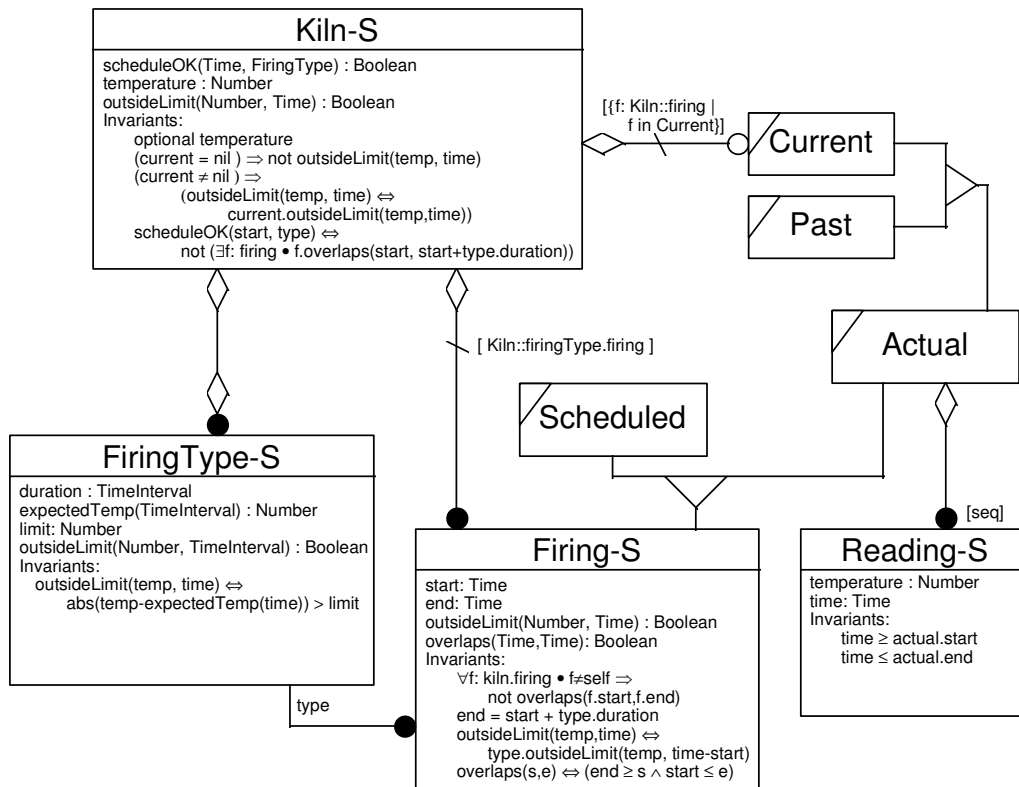 Kiln-S
scheduleOK(Time, FiringType) : Boolean
temperature : Number
outsideLimit(Number, Time) : Boolean
Invariants:
optional temperature
(current = nil ) ⇒ not outsideLimit(temp, time)
(current ≠ nil ) ⇒
(outsideLimit(temp, time) ⇔
current.outsideLimit(temp,time))
scheduleOK(start, type) ⇔
not (∃f: firing • f.overlaps(start, start+type.duration))
[{f: Kiln::firing |
f in Current}]
Current
Past
Actual
[ Kiln::firingType.firing ]
Scheduled
FiringType-S
duration : TimeInterval
expectedTemp(TimeInterval) : Number
limit: Number
outsideLimit(Number, TimeInterval) : Boolean
Invariants:
outsideLimit(temp, time) ⇔
abs(temp-expectedTemp(time)) > limit
type
Firing-S
start: Time
end: Time
outsideLimit(Number, Time) : Boolean
overlaps(Time,Time): Boolean
Invariants:
∀f: kiln.firing • f≠self ⇒
not overlaps(f.start,f.end)
end = start + type.duration
outsideLimit(temp,time) ⇔
type.outsideLimit(temp, time-start)
overlaps(s,e) ⇔ (end ≥ s ∧ start ≤ e)
[seq]
Reading-S
temperature : Number
time: Time
Invariants:
time ≥ actual.start
time ≤ actual.end